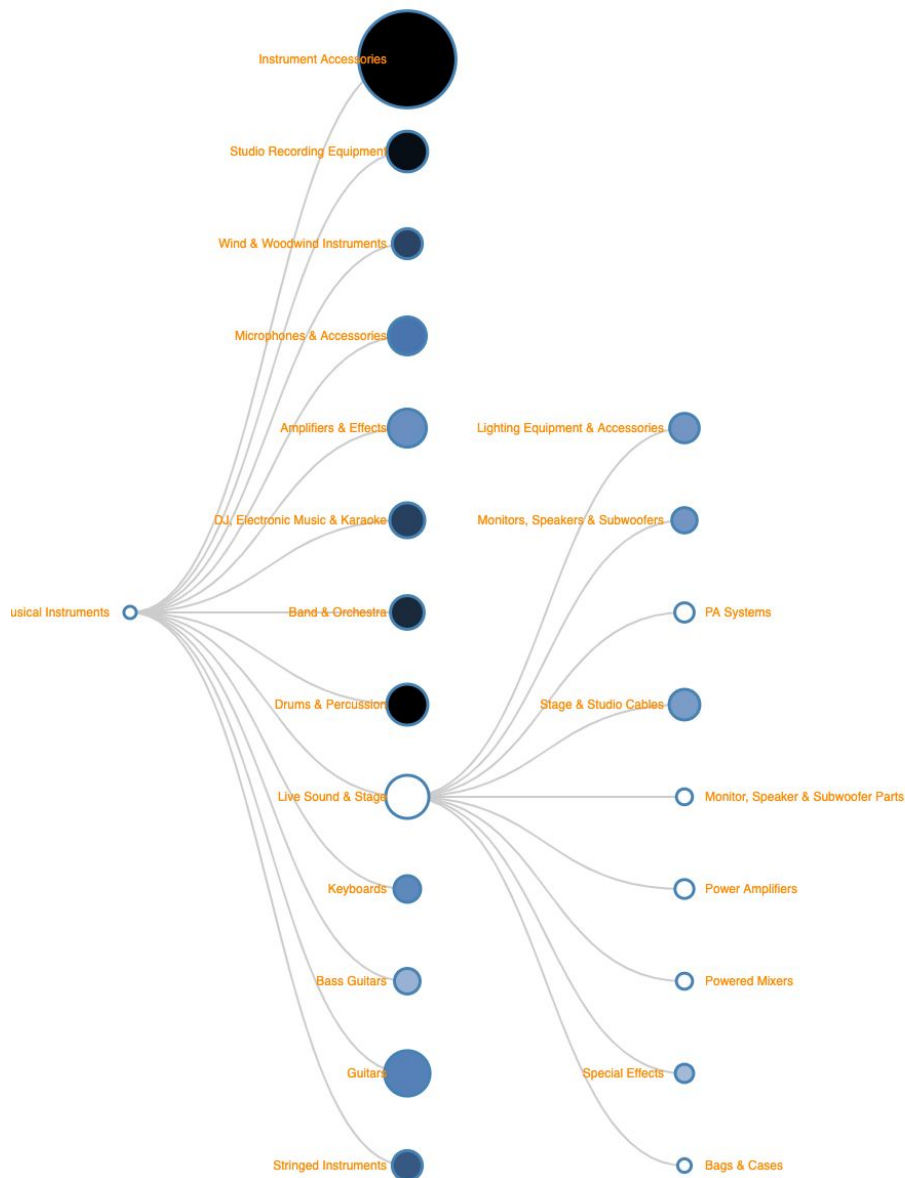 Instrument Accessories
Studio Recording Equipment
Wind & Woodwind Instruments
Microphones & Accessories
Amplifiers & Effects
Lighting Equipment & Accessories
DJ, Electronic Music & Karaoke
Monitors, Speakers & Subwoofers
usical Instruments
Band & Orchestra
PA Systems
Drums & Percussion
Stage & Studio Cables
Live Sound & Stage
Monitor, Speaker & Subwoofer Parts
Keyboards
Power Amplifiers
Bass Guitars
Powered Mixers
Guitars
Special Effects
Stringed Instruments
Bags & Cases